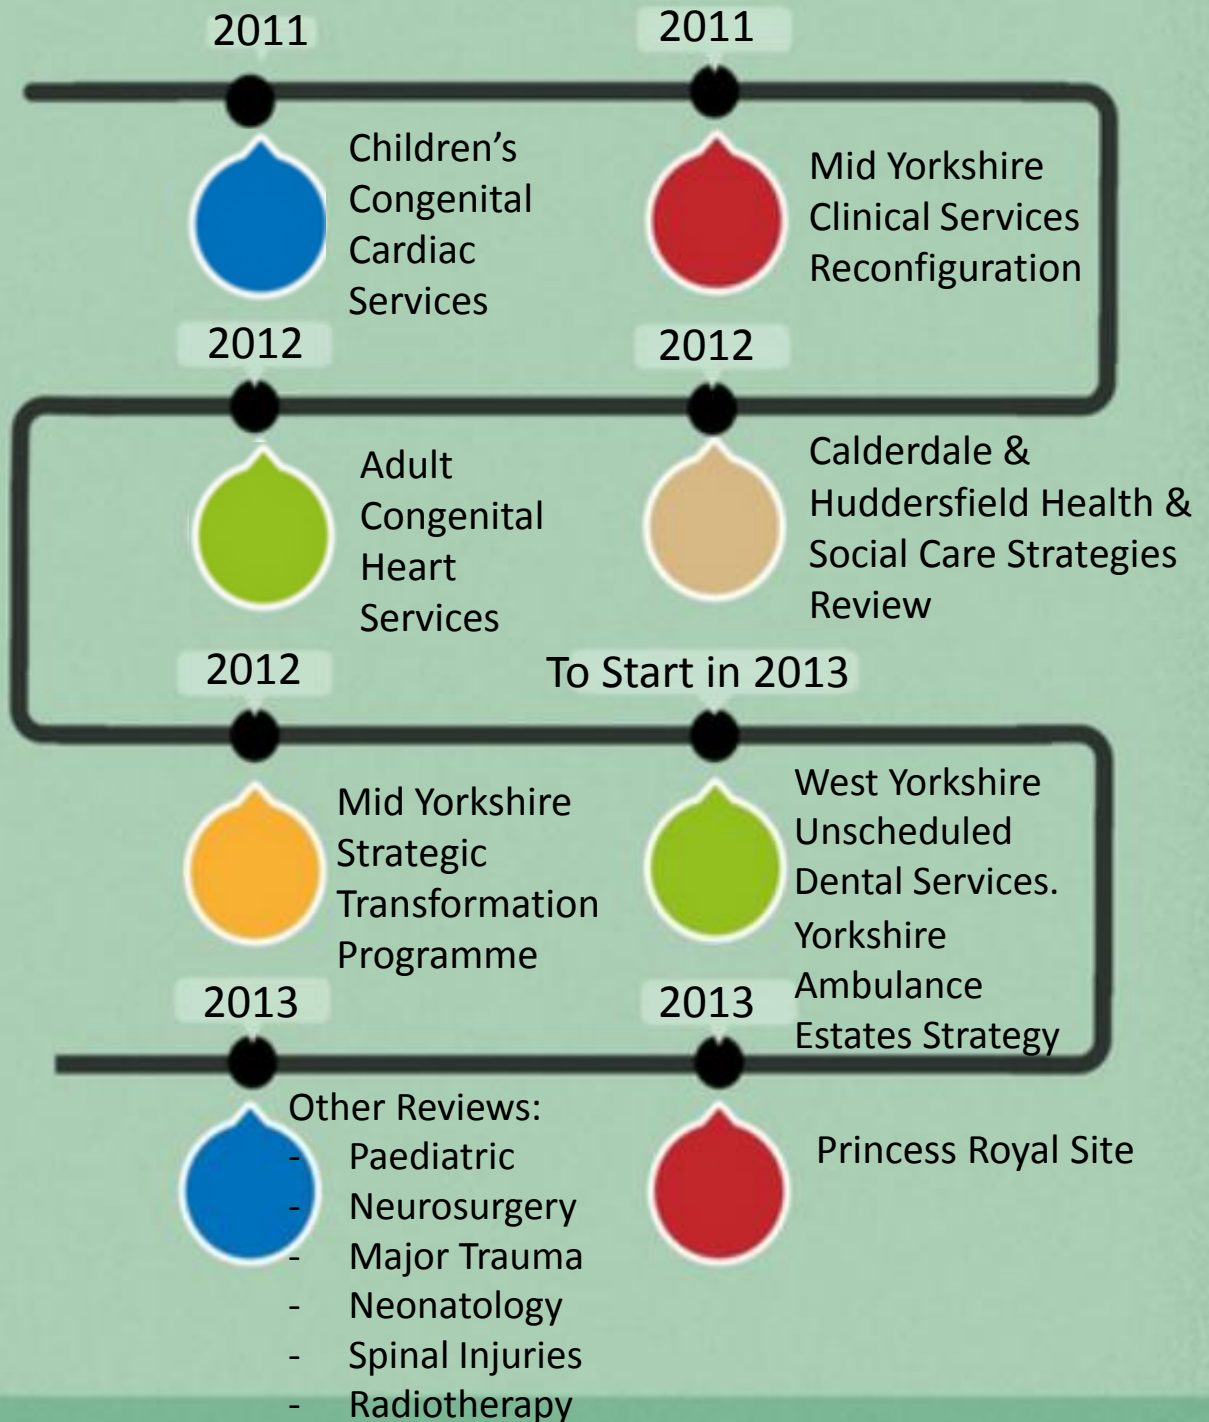 2011
Children’s
Congenital
Cardiac
Services
2011
Mid Yorkshire
Clinical Services
Reconfiguration
2012
Calderdale &
Huddersfield Health &
Social Care Strategies
Review
2012
Adult
Congenital
Heart
Services
2012
Mid Yorkshire
Strategic
Transformation
Programme
To Start in 2013
West Yorkshire
Unscheduled
Dental Services.
Yorkshire
Ambulance
Estates Strategy
2013
Princess Royal Site
2013
Other Reviews:
- Paediatric
- Neurosurgery
- Major Trauma
- Neonatology
- Spinal Injuries
- Radiotherapy